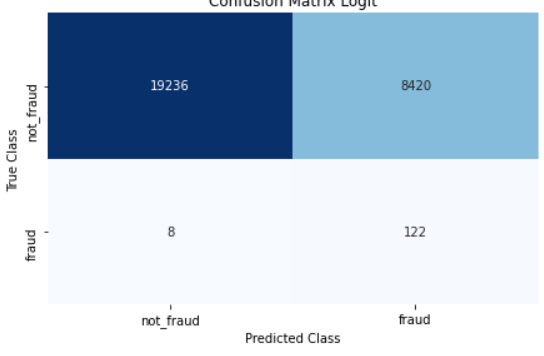 Confusion Matrix Logit
19236
8420
not_fraud
True Class
8
122
fraud
not_fraud
fraud
Predicted Class